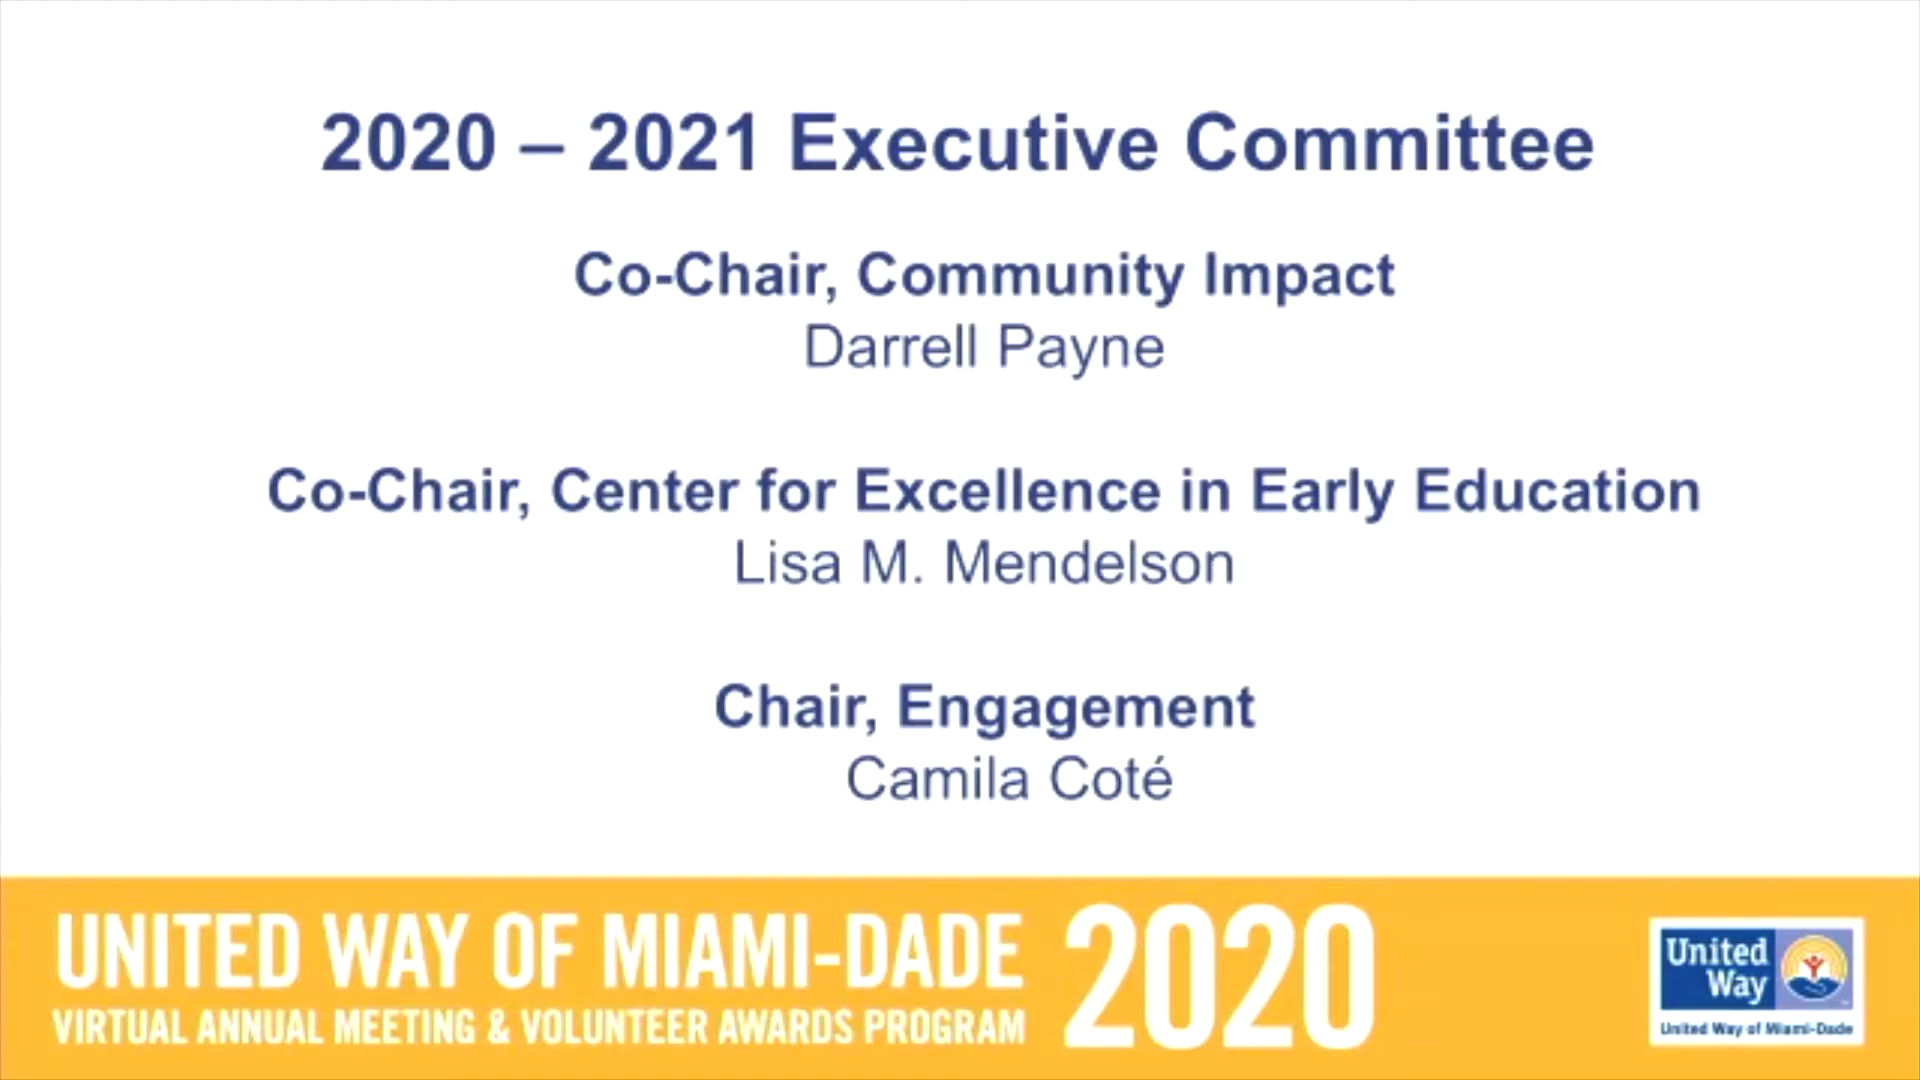 2020 – 2021 Executive Committee
Co-Chair, Community Impact
Darrell Payne
Co-Chair, Center for Excellence in Early Education
Lisa M. Mendelson
Chair, Engagement
Camila Coté
UNITED WAY OF MIAMI-DADE 2020
VIRTUAL ANNUAL MEETING & VOLUNTEER AWARDS PROGRAM
United
Way
United Way of Miami-Dade